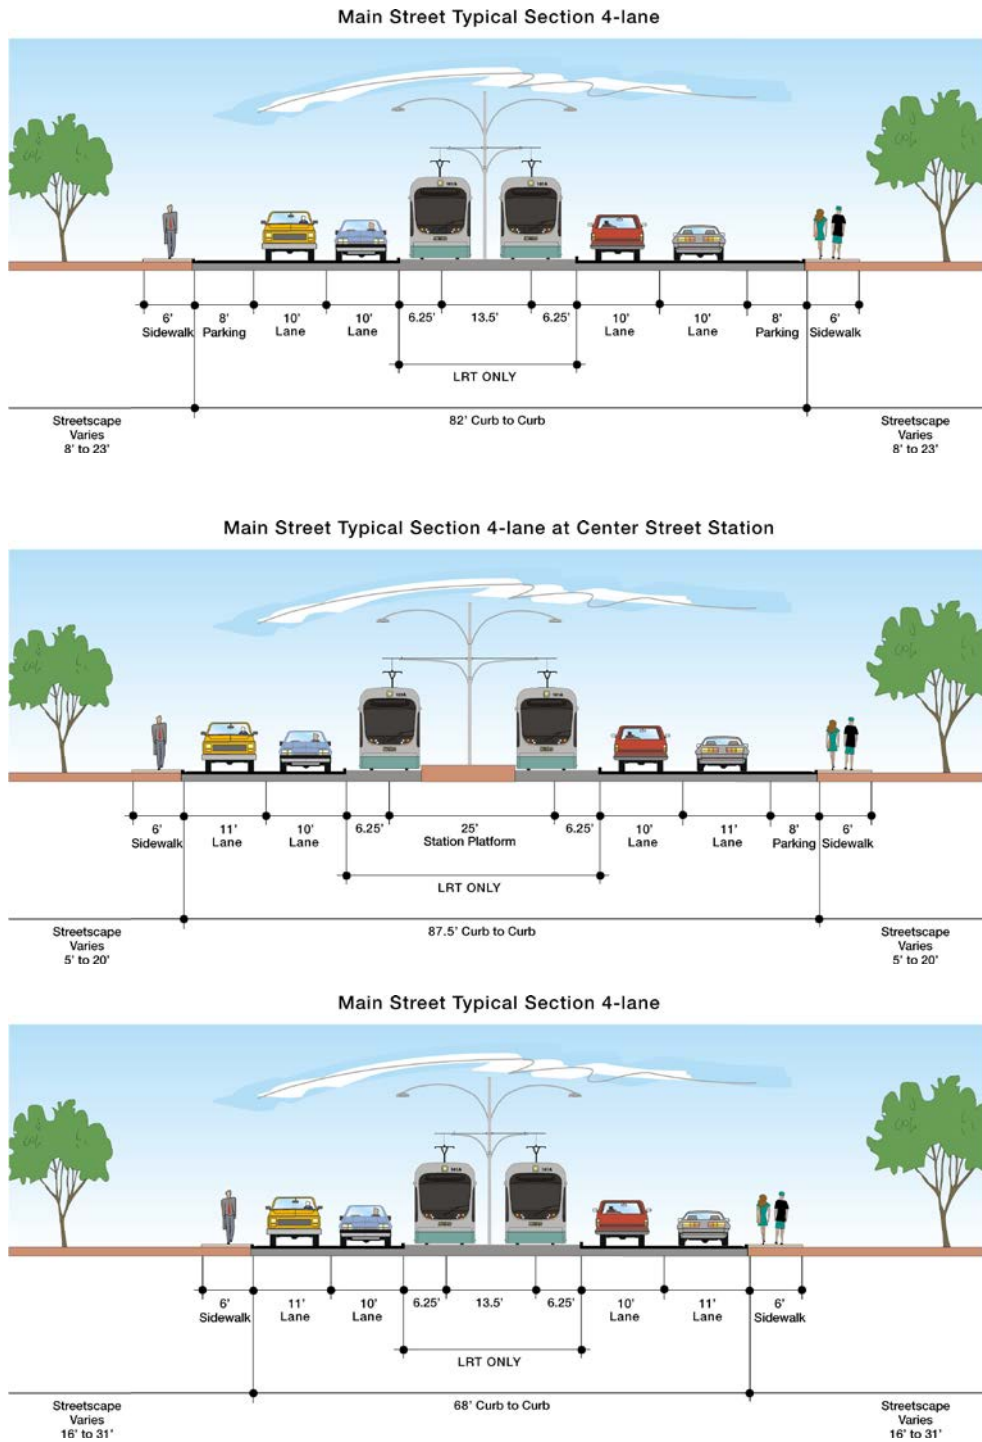 Main Street Typical Section 4-lane
6' Sidewalk
8' Parking
10' Lane
10' Lane
6.25'
13.5'
6.25'
10' Lane
10' Lane
8' Parking
6' Sidewalk
LRT ONLY
82' Curb to Curb
Streetscape
Varies
8' to 23'
Streetscape
Varies
8' to 23'
Main Street Typical Section 4-lane at Center Street Station
6' Sidewalk
11' Lane
10' Lane
6.25'
25' Station Platform
6.25'
10' Lane
11' Lane
8' Parking
6' Sidewalk
LRT ONLY
87.5' Curb to Curb
Streetscape
Varies
5' to 20'
Streetscape
Varies
5' to 20'
Main Street Typical Section 4-lane
6' Sidewalk
11' Lane
10' Lane
6.25'
13.5'
6.25'
10' Lane
11' Lane
6' Sidewalk
LRT ONLY
68' Curb to Curb
Streetscape
Varies
16' to 31'
Streetscape
Varies
16' to 31'